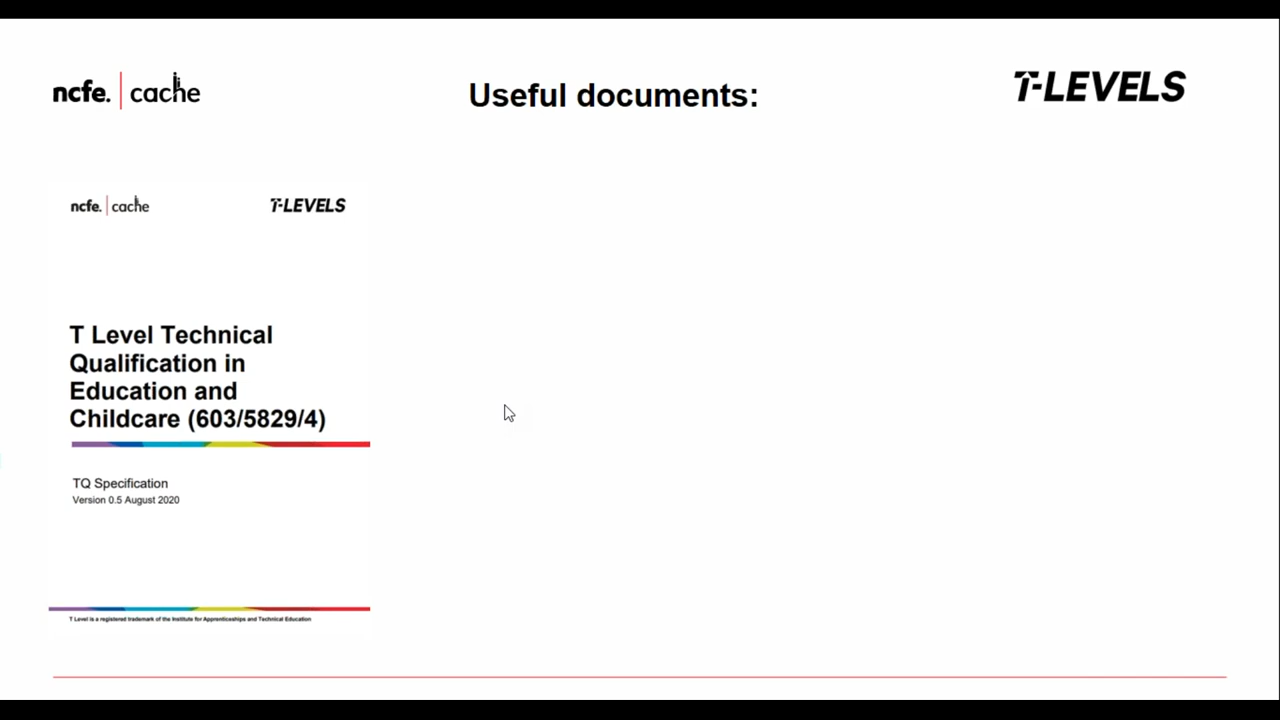 ncfe. cache
Useful documents:
T-LEVELS
ncfe. cache
T-LEVELS
T Level Technical
Qualification in
Education and
Childcare (603/5829/4)
TQ Specification
Version 0.5 August 2020
T Level is a registered trademark of the Institute for Apprenticeships and Technical Education